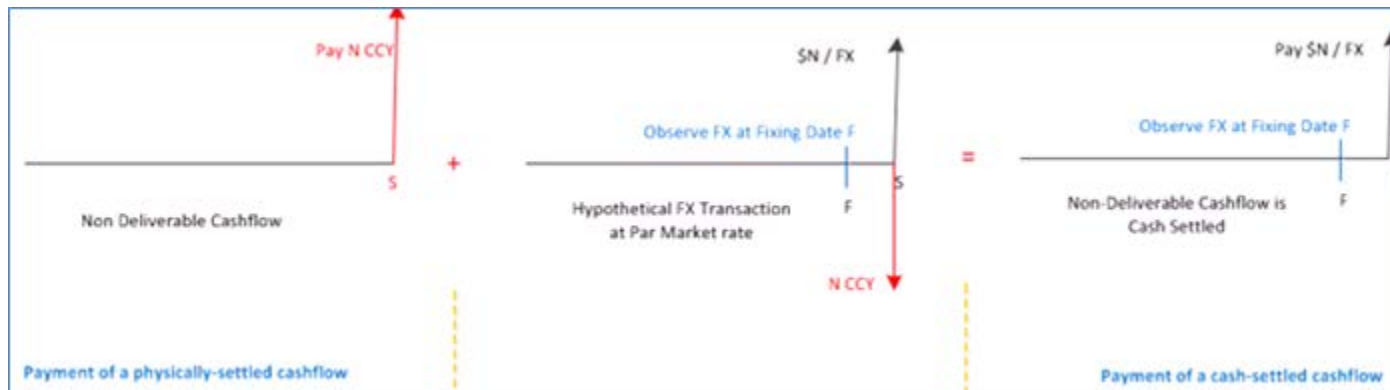 Pay N CCY
S
Non Deliverable Cashflow
Payment of a physically-settled cashflow
+
$N / FX
Observe FX at Fixing Date F
S
F
Hypothetical FX Transaction
at Par Market rate
N CCY
=
Pay $N / FX
Observe FX at Fixing Date F
F
Non-Deliverable Cashflow is
Cash Settled
Payment of a cash-settled cashflow